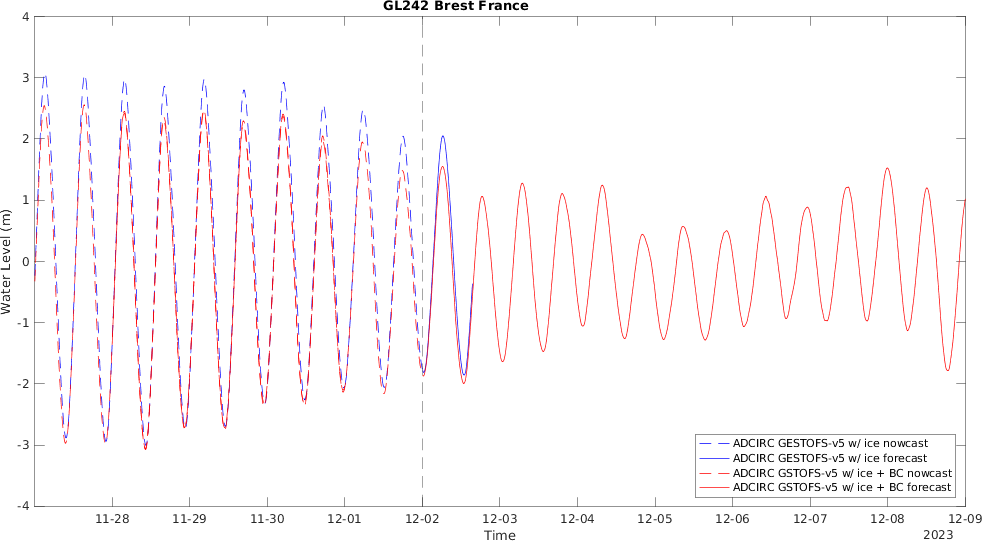 GL242 Brest France
4
3
2
1
0
-1
-2
-3
-4
Water Level (m)
ADCIRC GESTOFS-v5 w/ ice nowcast
ADCIRC GESTOFS-v5 w/ ice forecast
ADCIRC GSTOFS-v5 w/ ice + BC nowcast
ADCIRC GSTOFS-v5 w/ ice + BC forecast
11-28 11-29 11-30 12-01 12-02 12-03 12-04 12-05 12-06 12-07 12-08 12-09
Time
2023